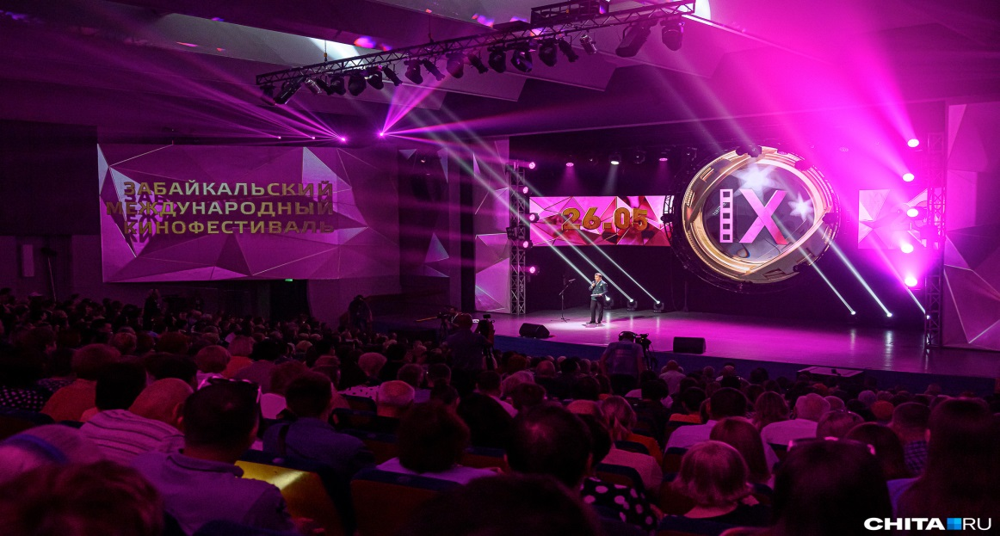 ЗАБАЙКАЛЬСКИЙ
МЕЖДУНАРОДНЫЙ
КИНОФЕСТИВАЛЬ
26.05
IX
CHITA.RU